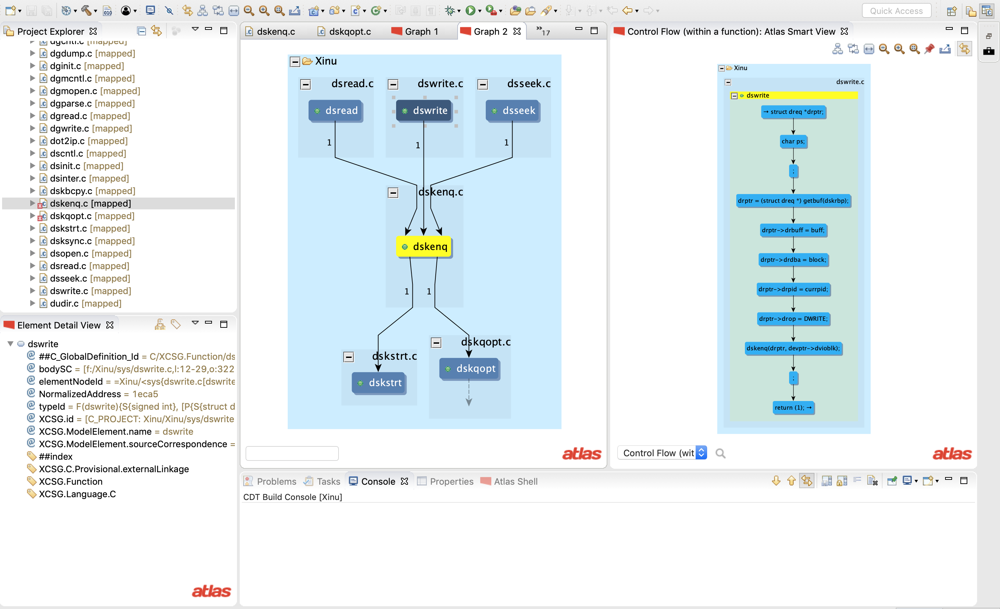 Quick Access
Project Explorer
dgcntl.c [mapped]
dgdump.c [mapped]
dginit.c [mapped]
dgmcntl.c [mapped]
dgmopen.c [mapped]
dgparse.c [mapped]
dgread.c [mapped]
dgwrite.c [mapped]
dot2ip.c [mapped]
dscntl.c [mapped]
dsinit.c [mapped]
dsinter.c [mapped]
dskbcpy.c [mapped]
dskenq.c [mapped]
dskqopt.c [mapped]
dskstrt.c [mapped]
dsksync.c [mapped]
dsopen.c [mapped]
dsread.c [mapped]
dsseek.c [mapped]
dswrite.c [mapped]
dudir.c [mapped]
Element Detail View
dswrite
##C_GlobalDefinition_Id = C/XCSG.Function/ds
bodySC = [f:/Xinu/sys/dswrite.c,l:12-29,o:322
elementNodeId = =Xinu/<sys{dswrite.c[dswrite
NormalizedAddress = 1eca5
typeId = F(dswrite){S{signed int}, [P{S{struct d
XCSG.id = [C_PROJECT: Xinu/Xinu/sys/dswrite
XCSG.ModelElement.name = dswrite
XCSG.ModelElement.sourceCorrespondence =
##index
XCSG.C.Provisional.externalLinkage
XCSG.Function
XCSG.Language.C
atlas
dskenq.c
dskqopt.c
Graph 1
Graph 2
17
Xinu
dsread.c
dswrite.c
dsseek.c
dsread
dswrite
dsseek
1
1
1
dskenq.c
dskenq
1
1
dskqopt.c
dskstrt.c
dskqopt
dskstrt
atlas
Control Flow (within a function): Atlas Smart View
Xinu
dswrite.c
dswrite
→ struct dreq *drptr;
char ps;
;
drptr = (struct dreq *) getbuf(dskrbp);
drptr->drbuff = buff;
drptr->drdba = block;
drptr->drpid = currpid;
drptr->drop = DWRITE;
dskenq(drptr, devptr->dvioblk);
;
return (1); →
Control Flow (wit
atlas
Problems
Tasks
Console
Properties
Atlas Shell
CDT Build Console [Xinu]